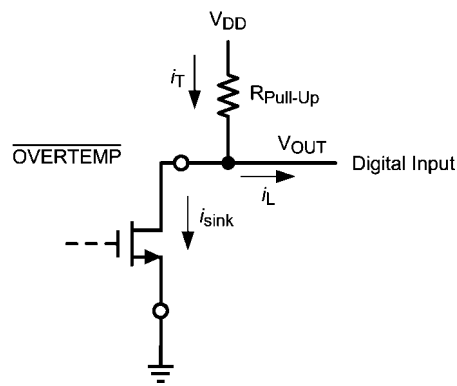 VDD
iT
RPull-Up
OVERTEMP
VOUT
Digital Input
iL
isink